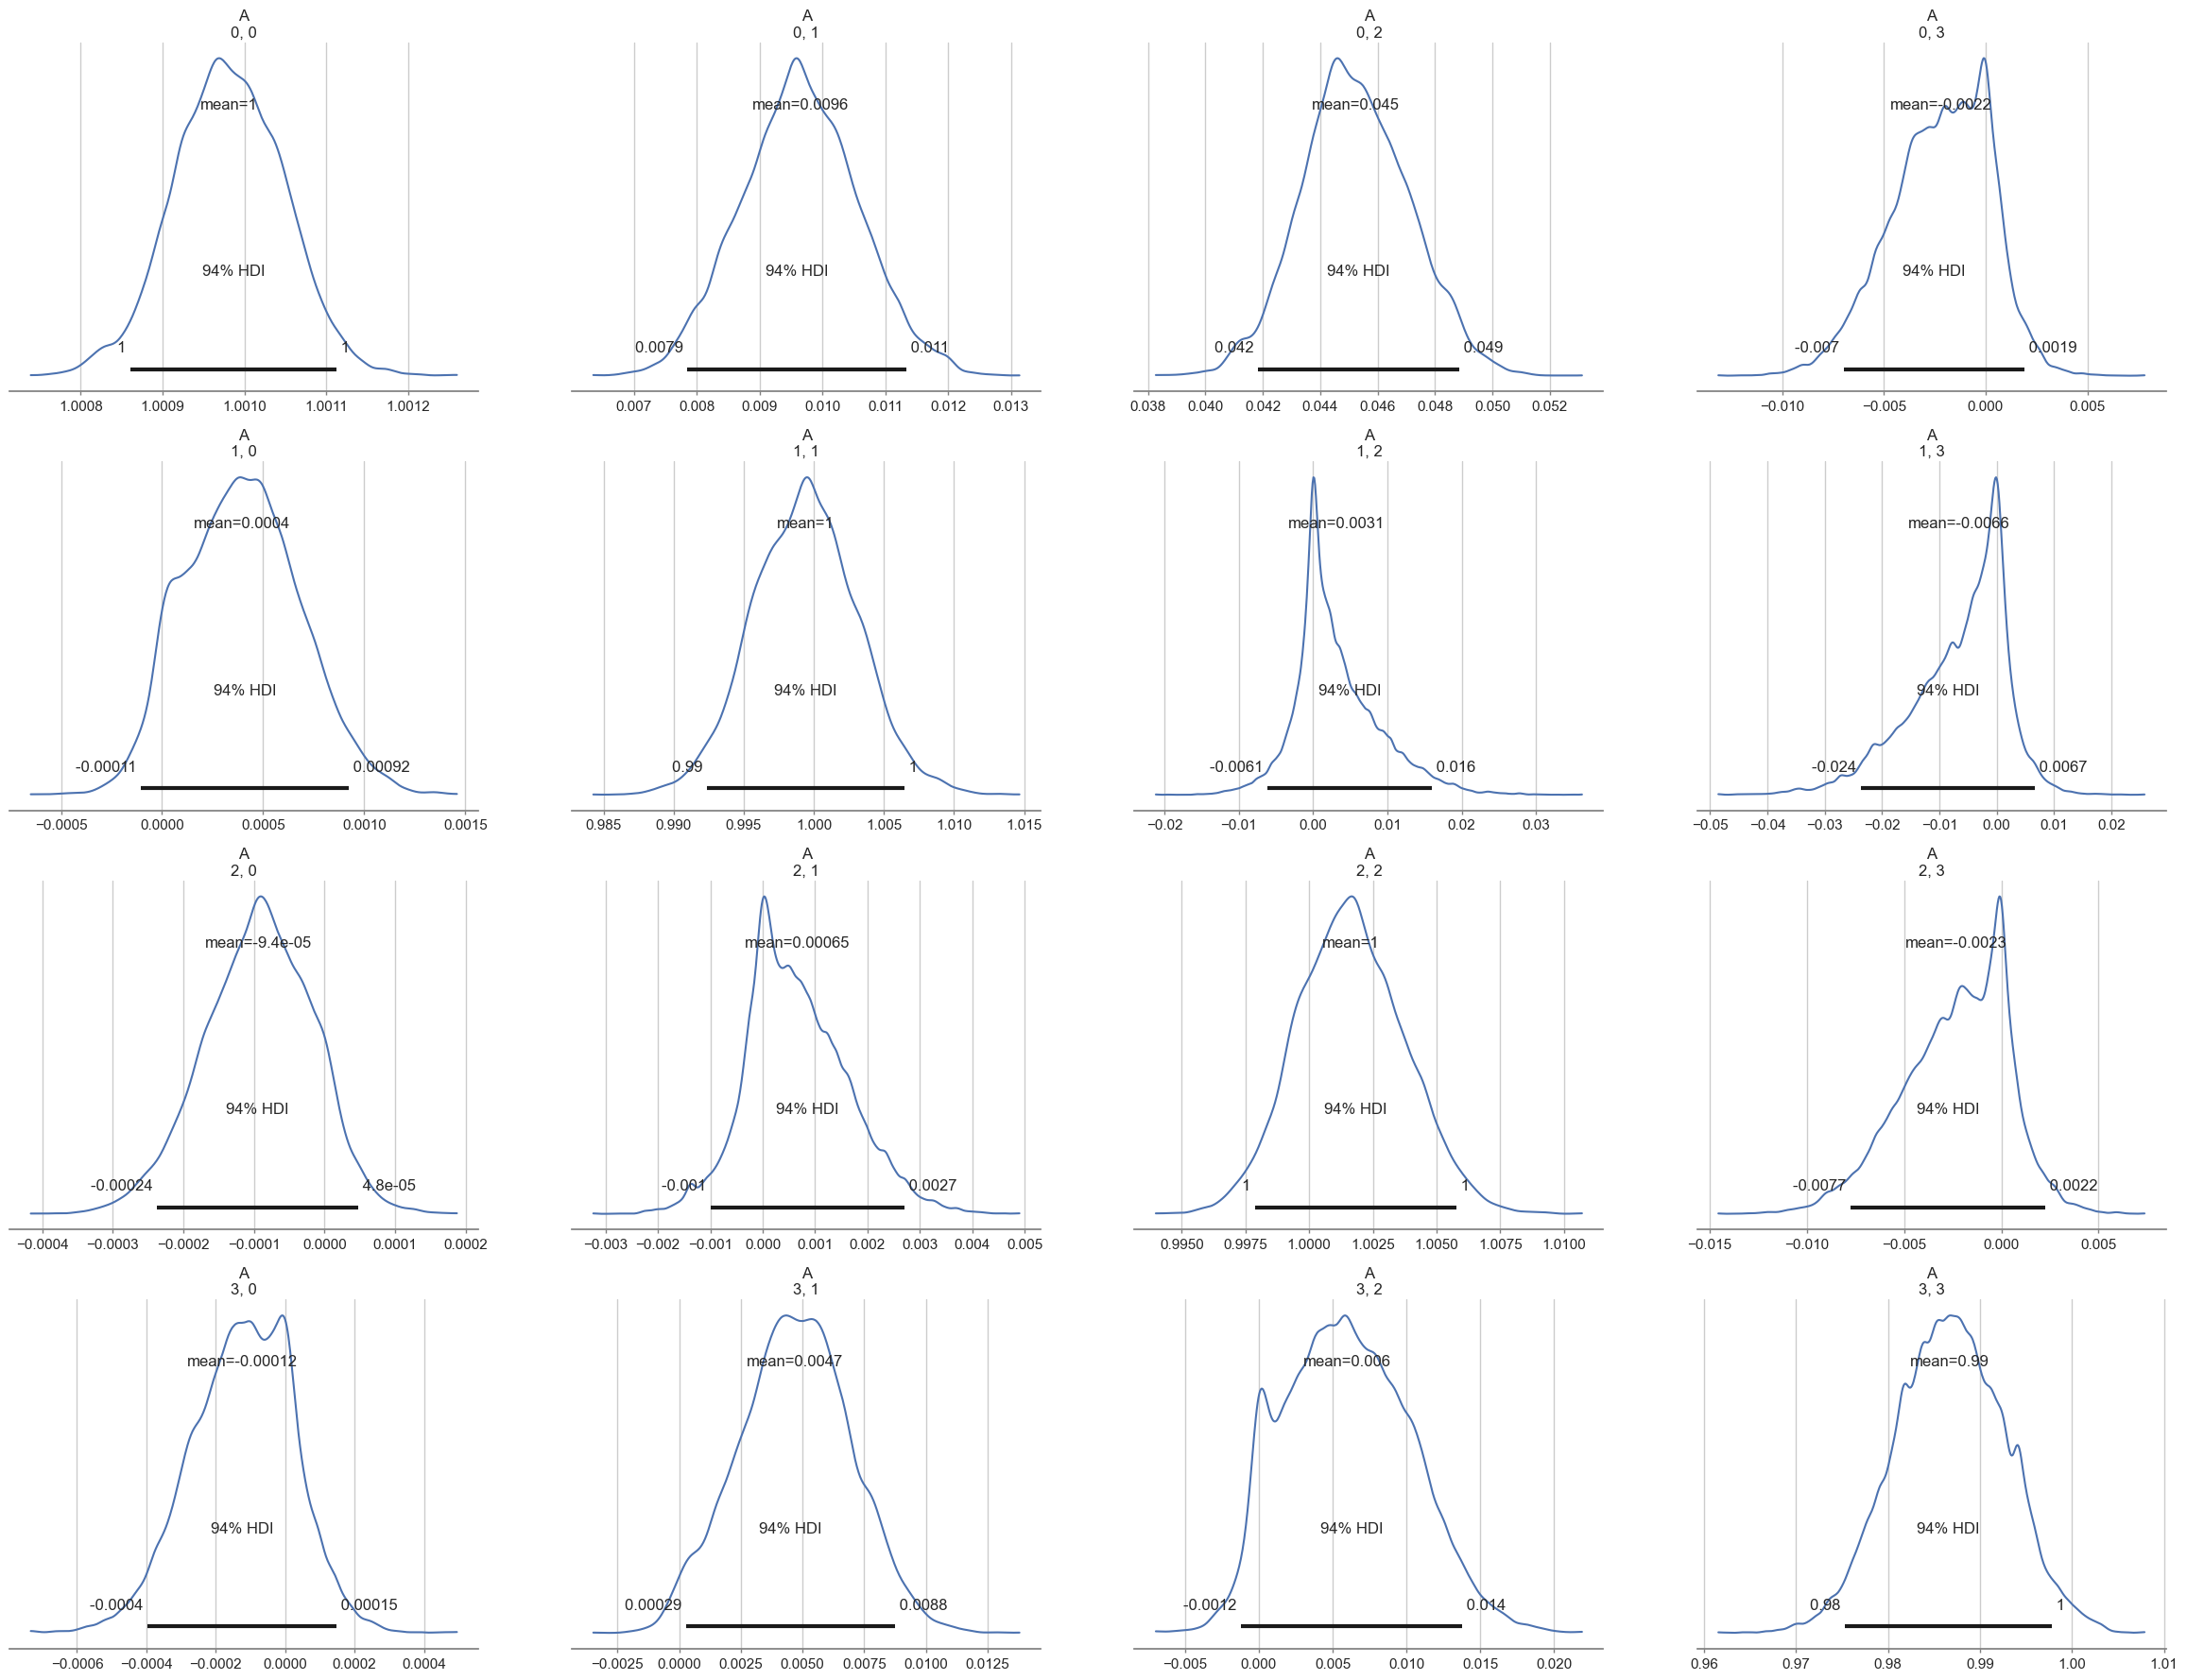 A
0, 0
mean=1
94% HDI
1
1
1.0008 1.0009 1.0010 1.0011 1.0012
A
0, 1
mean=0.0096
94% HDI
0.0079
0.011
0.007 0.008 0.009 0.010 0.011 0.012 0.013
A
0, 2
mean=0.045
94% HDI
0.042
0.049
0.038 0.040 0.042 0.044 0.046 0.048 0.050 0.052
A
0, 3
mean=-0.0022
94% HDI
-0.007
0.0019
−0.010 −0.005 0.000 0.005
A
1, 0
mean=0.0004
94% HDI
-0.00011
0.00092
−0.0005 0.0000 0.0005 0.0010 0.0015
A
1, 1
mean=1
94% HDI
0.99
1
0.985 0.990 0.995 1.000 1.005 1.010 1.015
A
1, 2
mean=0.0031
94% HDI
-0.0061
0.016
−0.02 −0.01 0.00 0.01 0.02 0.03
A
1, 3
mean=-0.0066
94% HDI
-0.024
0.0067
−0.05 −0.04 −0.03 −0.02 −0.01 0.00 0.01 0.02
A
2, 0
mean=-9.4e-05
94% HDI
-0.00024
4.8e-05
−0.0004 −0.0003 −0.0002 −0.0001 0.0000 0.0001 0.0002
A
2, 1
mean=0.00065
94% HDI
-0.001
0.0027
−0.003 −0.002 −0.001 0.000 0.001 0.002 0.003 0.004 0.005
A
2, 2
mean=1
94% HDI
1
1
0.9950 0.9975 1.0000 1.0025 1.0050 1.0075 1.0100
A
2, 3
mean=-0.0023
94% HDI
-0.0077
0.0022
−0.015 −0.010 −0.005 0.000 0.005
A
3, 0
mean=-0.00012
94% HDI
-0.0004
0.00015
−0.0006 −0.0004 −0.0002 0.0000 0.0002 0.0004
A
3, 1
mean=0.0047
94% HDI
0.00029
0.0088
−0.0025 0.0000 0.0025 0.0050 0.0075 0.0100 0.0125
A
3, 2
mean=0.006
94% HDI
-0.0012
0.014
−0.005 0.000 0.005 0.010 0.015 0.020
A
3, 3
mean=0.99
94% HDI
0.98
1
0.96 0.97 0.98 0.99 1.00 1.01